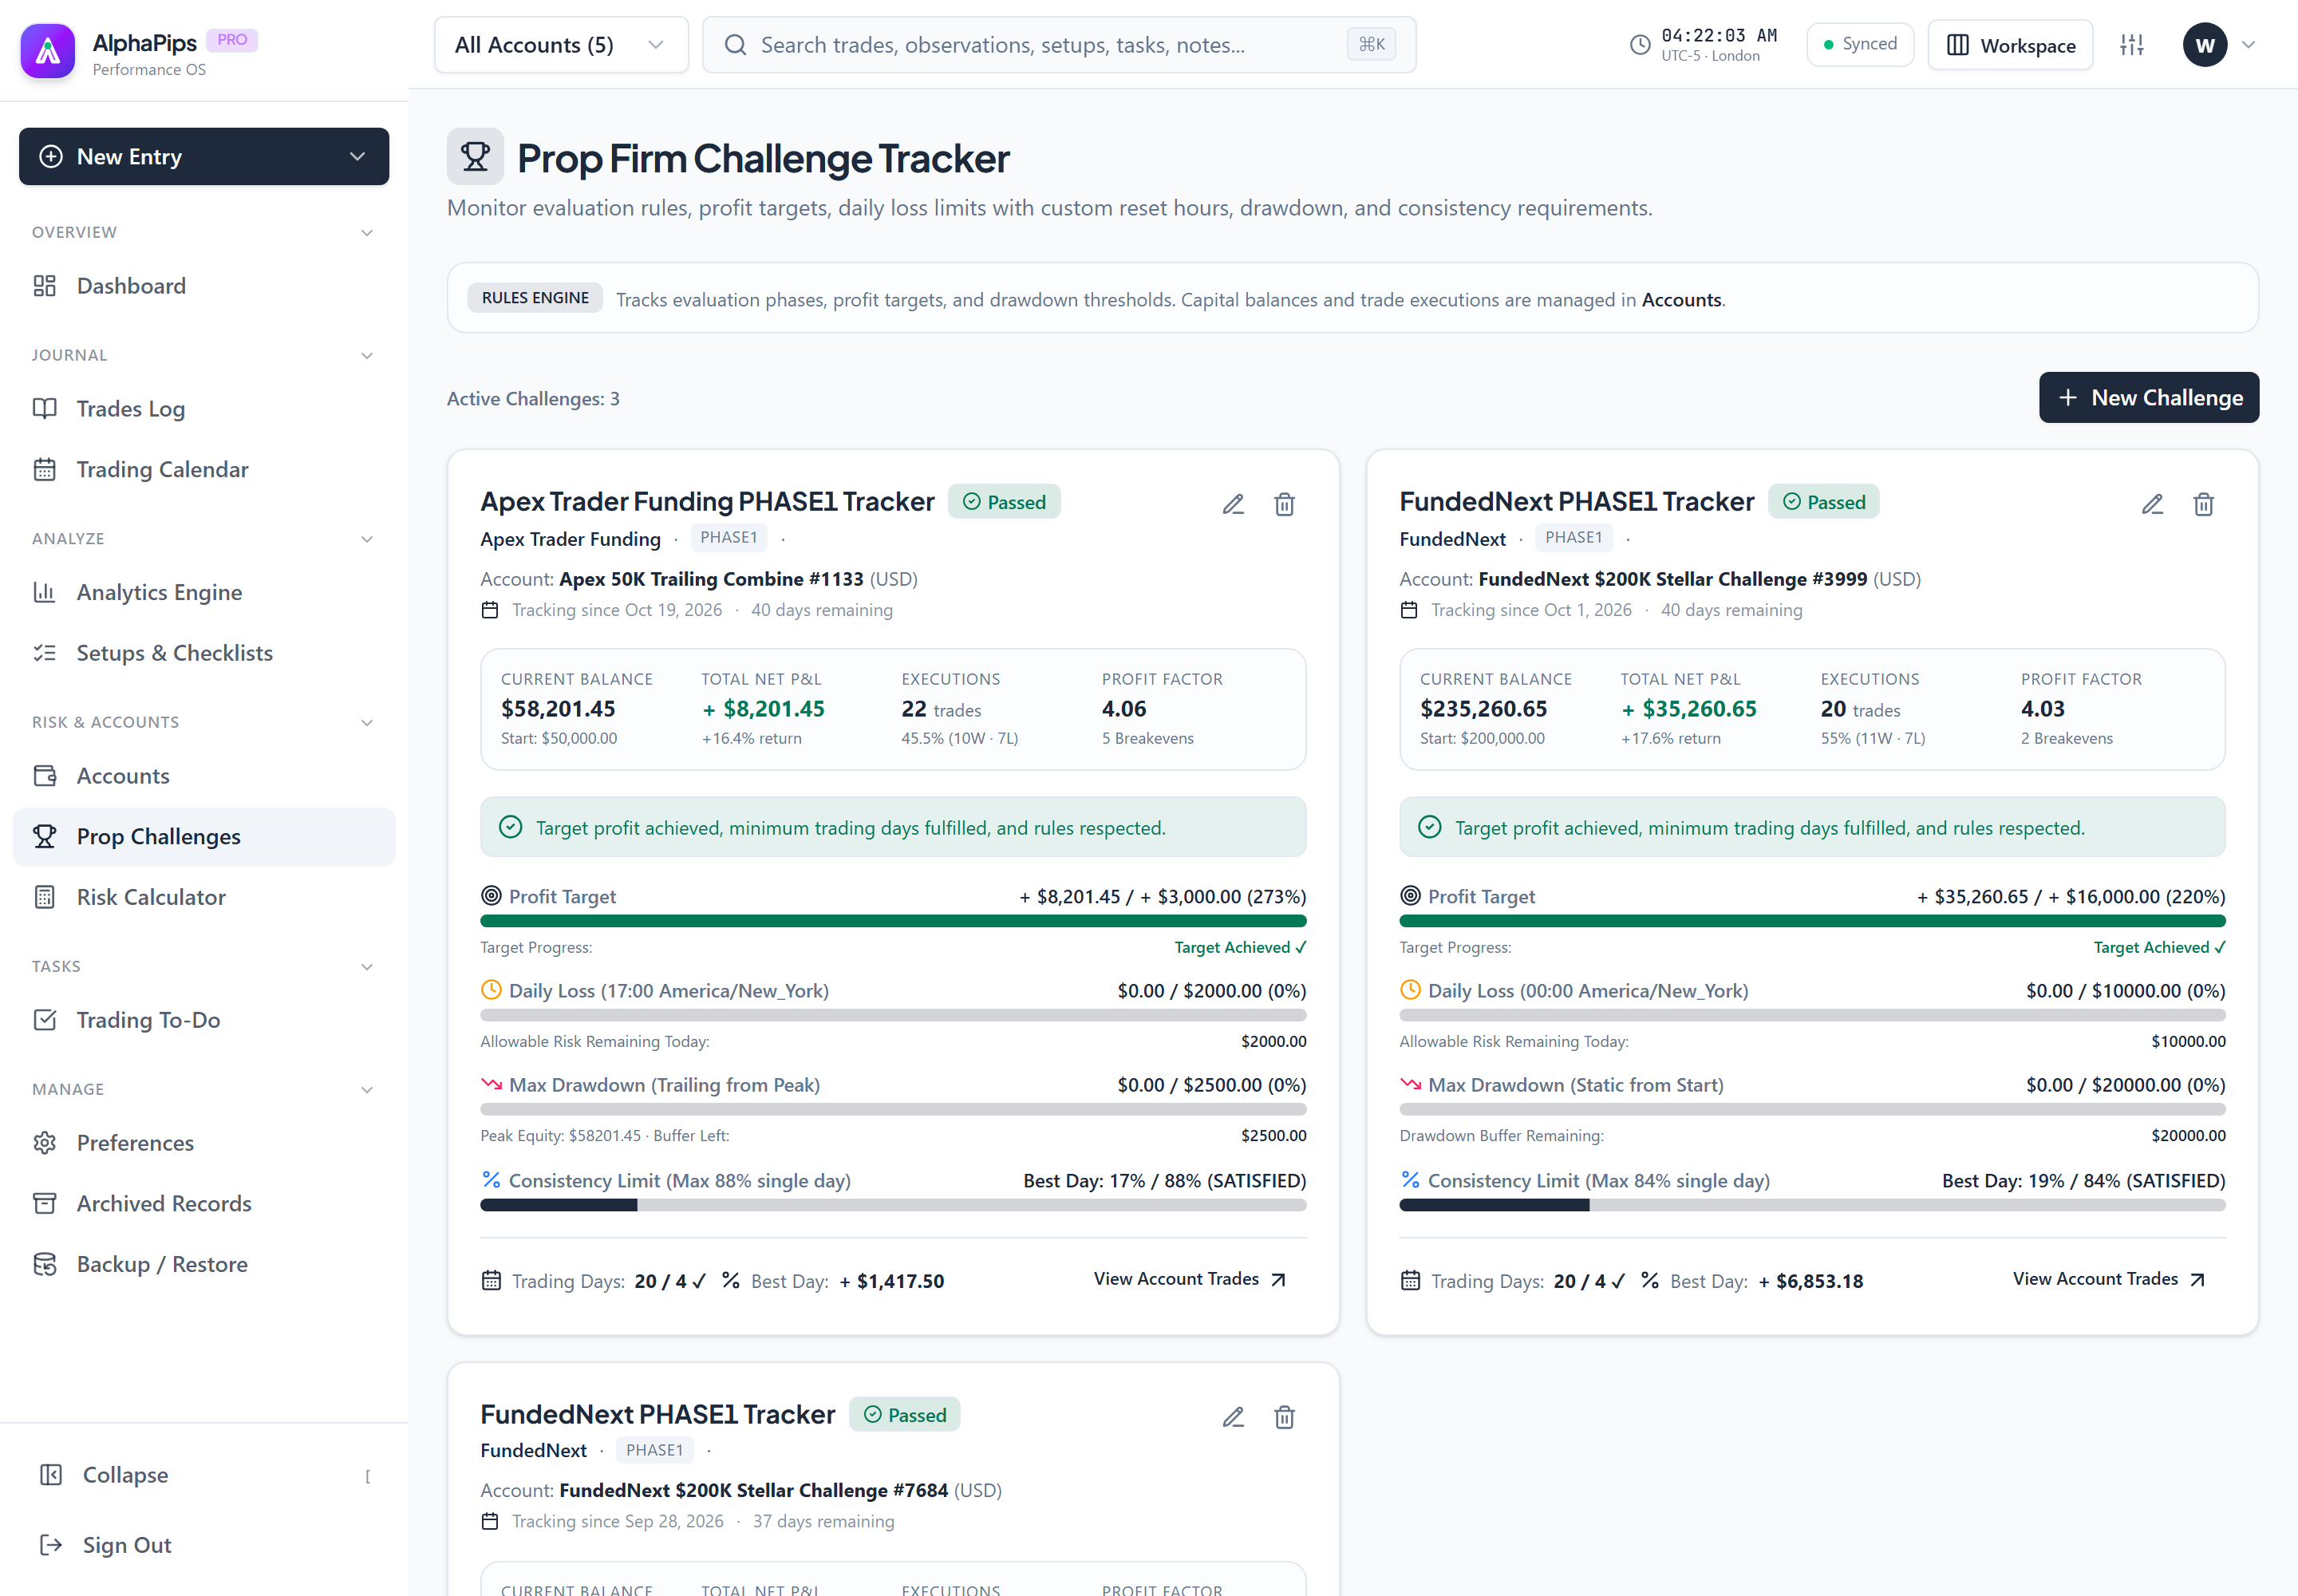 AlphaPips PRO
Performance OS
All Accounts (5)
Search trades, observations, setups, tasks, notes...
⌘K
04:22:03 AM
UTC-5 · London
Synced
Workspace
W
New Entry
OVERVIEW
Dashboard
JOURNAL
Trades Log
Trading Calendar
ANALYZE
Analytics Engine
Setups & Checklists
RISK & ACCOUNTS
Accounts
Prop Challenges
Risk Calculator
TASKS
Trading To-Do
MANAGE
Preferences
Archived Records
Backup / Restore
Collapse [
Sign Out
Prop Firm Challenge Tracker
Monitor evaluation rules, profit targets, daily loss limits with custom reset hours, drawdown, and consistency requirements.
RULES ENGINE Tracks evaluation phases, profit targets, and drawdown thresholds. Capital balances and trade executions are managed in Accounts.
Active Challenges: 3
New Challenge
Apex Trader Funding PHASE1 Tracker Passed
Apex Trader Funding · PHASE1 ·
Account: Apex 50K Trailing Combine #1133 (USD)
Tracking since Oct 19, 2026 · 40 days remaining
CURRENT BALANCE TOTAL NET P&L EXECUTIONS PROFIT FACTOR
$58,201.45 + $8,201.45 22 trades 4.06
Start: $50,000.00 +16.4% return 45.5% (10W · 7L) 5 Breakevens
Target profit achieved, minimum trading days fulfilled, and rules respected.
Profit Target + $8,201.45 / + $3,000.00 (273%)
Target Progress: Target Achieved ✓
Daily Loss (17:00 America/New_York) $0.00 / $2000.00 (0%)
Allowable Risk Remaining Today: $2000.00
Max Drawdown (Trailing from Peak) $0.00 / $2500.00 (0%)
Peak Equity: $58201.45 · Buffer Left: $2500.00
Consistency Limit (Max 88% single day) Best Day: 17% / 88% (SATISFIED)
Trading Days: 20 / 4 ✓ Best Day: + $1,417.50 View Account Trades
FundedNext PHASE1 Tracker Passed
FundedNext · PHASE1 ·
Account: FundedNext $200K Stellar Challenge #3999 (USD)
Tracking since Oct 1, 2026 · 40 days remaining
CURRENT BALANCE TOTAL NET P&L EXECUTIONS PROFIT FACTOR
$235,260.65 + $35,260.65 20 trades 4.03
Start: $200,000.00 +17.6% return 55% (11W · 7L) 2 Breakevens
Target profit achieved, minimum trading days fulfilled, and rules respected.
Profit Target + $35,260.65 / + $16,000.00 (220%)
Target Progress: Target Achieved ✓
Daily Loss (00:00 America/New_York) $0.00 / $10000.00 (0%)
Allowable Risk Remaining Today: $10000.00
Max Drawdown (Static from Start) $0.00 / $20000.00 (0%)
Drawdown Buffer Remaining: $20000.00
Consistency Limit (Max 84% single day) Best Day: 19% / 84% (SATISFIED)
Trading Days: 20 / 4 ✓ Best Day: + $6,853.18 View Account Trades
FundedNext PHASE1 Tracker Passed
FundedNext · PHASE1 ·
Account: FundedNext $200K Stellar Challenge #7684 (USD)
Tracking since Sep 28, 2026 · 37 days remaining
CURRENT BALANCE TOTAL NET P&L EXECUTIONS PROFIT FACTOR